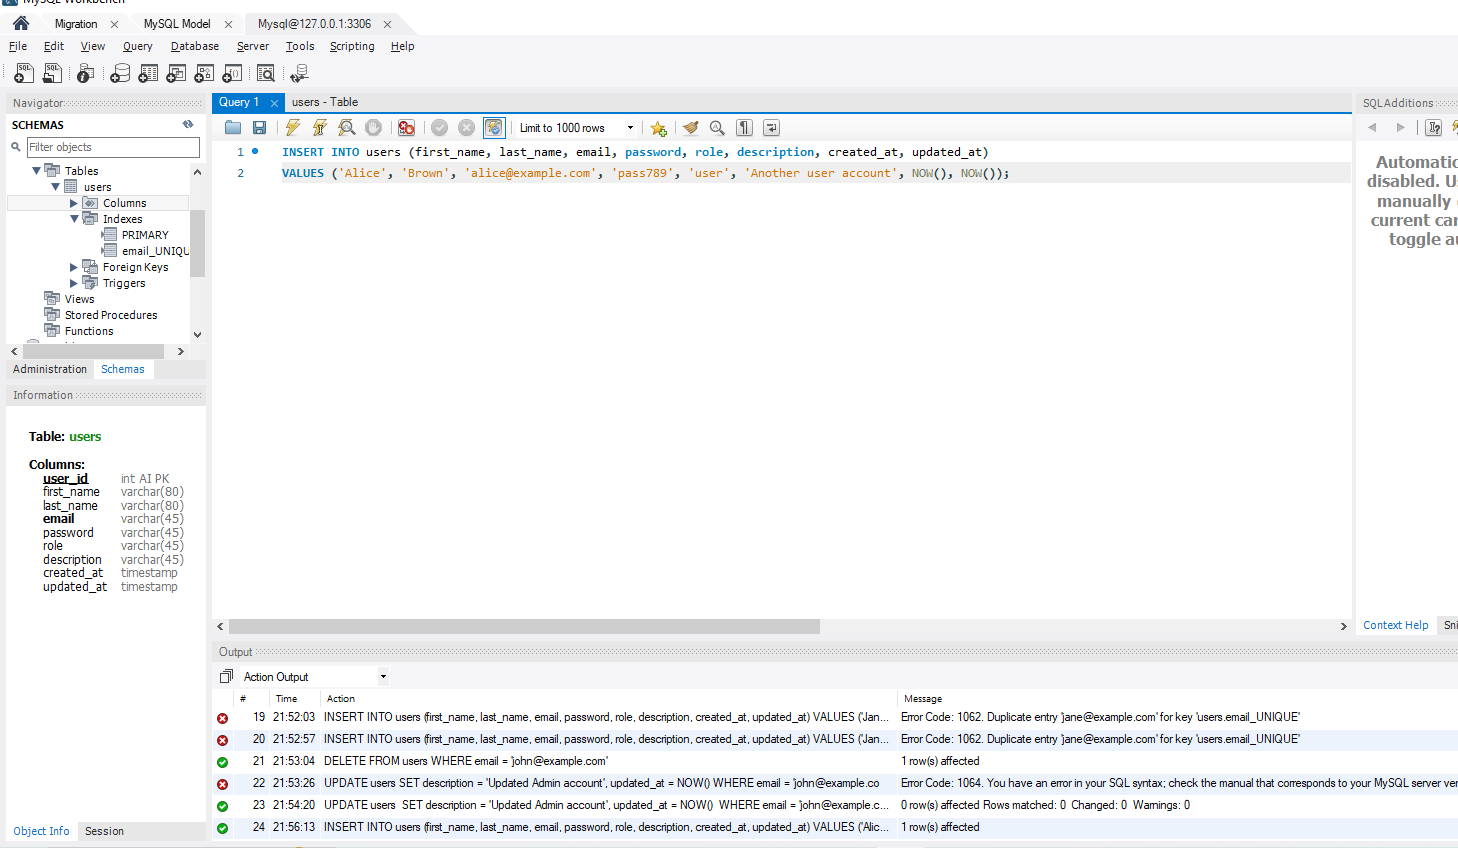 MySQL Workbench
Migration
MySQL Model
Mysql@127.0.0.1:3306
File Edit View Query Database Server Tools Scripting Help
Navigator
SCHEMAS
Filter objects
Tables
users
Columns
Indexes
PRIMARY
email_UNIQU
Foreign Keys
Triggers
Views
Stored Procedures
Functions
Administration Schemas
Information
Table: users
Columns:
user_id int AI PK
first_name varchar(80)
last_name varchar(80)
email varchar(45)
password varchar(45)
role varchar(45)
description varchar(45)
created_at timestamp
updated_at timestamp
Object Info Session
Query 1 users - Table
Limit to 1000 rows
1 INSERT INTO users (first_name, last_name, email, password, role, description, created_at, updated_at)
2 VALUES ('Alice', 'Brown', 'alice@example.com', 'pass789', 'user', 'Another user account', NOW(), NOW());
SQLAdditions
Automatic
disabled. U
manually
current car
toggle au
Context Help Sni
Output
Action Output
# Time Action Message
19 21:52:03 INSERT INTO users (first_name, last_name, email, password, role, description, created_at, updated_at) VALUES ('Jan... Error Code: 1062. Duplicate entry 'jane@example.com' for key 'users.email_UNIQUE'
20 21:52:57 INSERT INTO users (first_name, last_name, email, password, role, description, created_at, updated_at) VALUES ('Jan... Error Code: 1062. Duplicate entry 'jane@example.com' for key 'users.email_UNIQUE'
21 21:53:04 DELETE FROM users WHERE email = 'john@example.com' 1 row(s) affected
22 21:53:26 UPDATE users SET description = 'Updated Admin account', updated_at = NOW() WHERE email = 'john@example.co Error Code: 1064. You have an error in your SQL syntax; check the manual that corresponds to your MySQL server ver
23 21:54:20 UPDATE users SET description = 'Updated Admin account', updated_at = NOW() WHERE email = 'john@example.c... 0 row(s) affected Rows matched: 0 Changed: 0 Warnings: 0
24 21:56:13 INSERT INTO users (first_name, last_name, email, password, role, description, created_at, updated_at) VALUES ('Alic... 1 row(s) affected